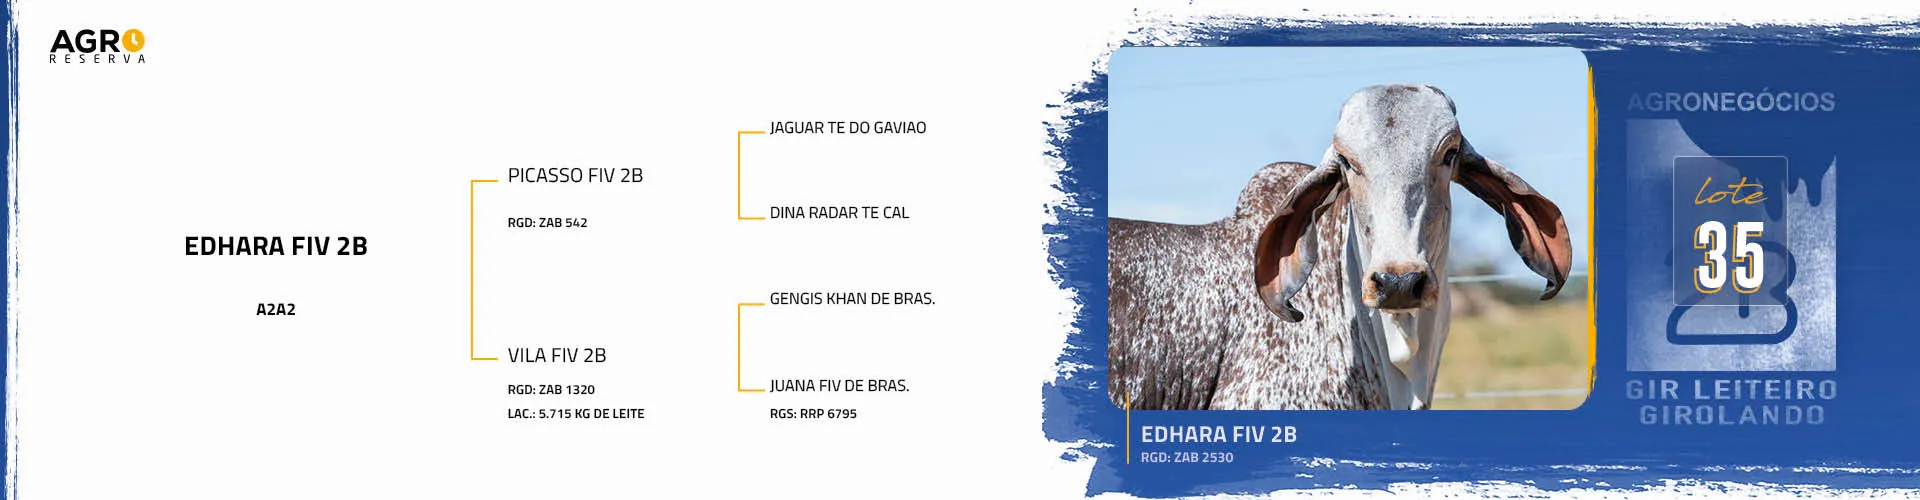 AGRO
RESERVA
EDHARA FIV 2B
A2A2
PICASSO FIV 2B
RGD: ZAB 542
VILA FIV 2B
RGD: ZAB 1320
LAC.: 5.715 KG DE LEITE
JAGUAR TE DO GAVIAO
DINA RADAR TE CAL
GENGIS KHAN DE BRAS.
JUANA FIV DE BRAS.
RGS: RRP 6795
EDHARA FIV 2B
RGD: ZAB 2530
AGRONEGÓCIOS
lote
35
2B
GIR LEITEIRO
GIROLANDO